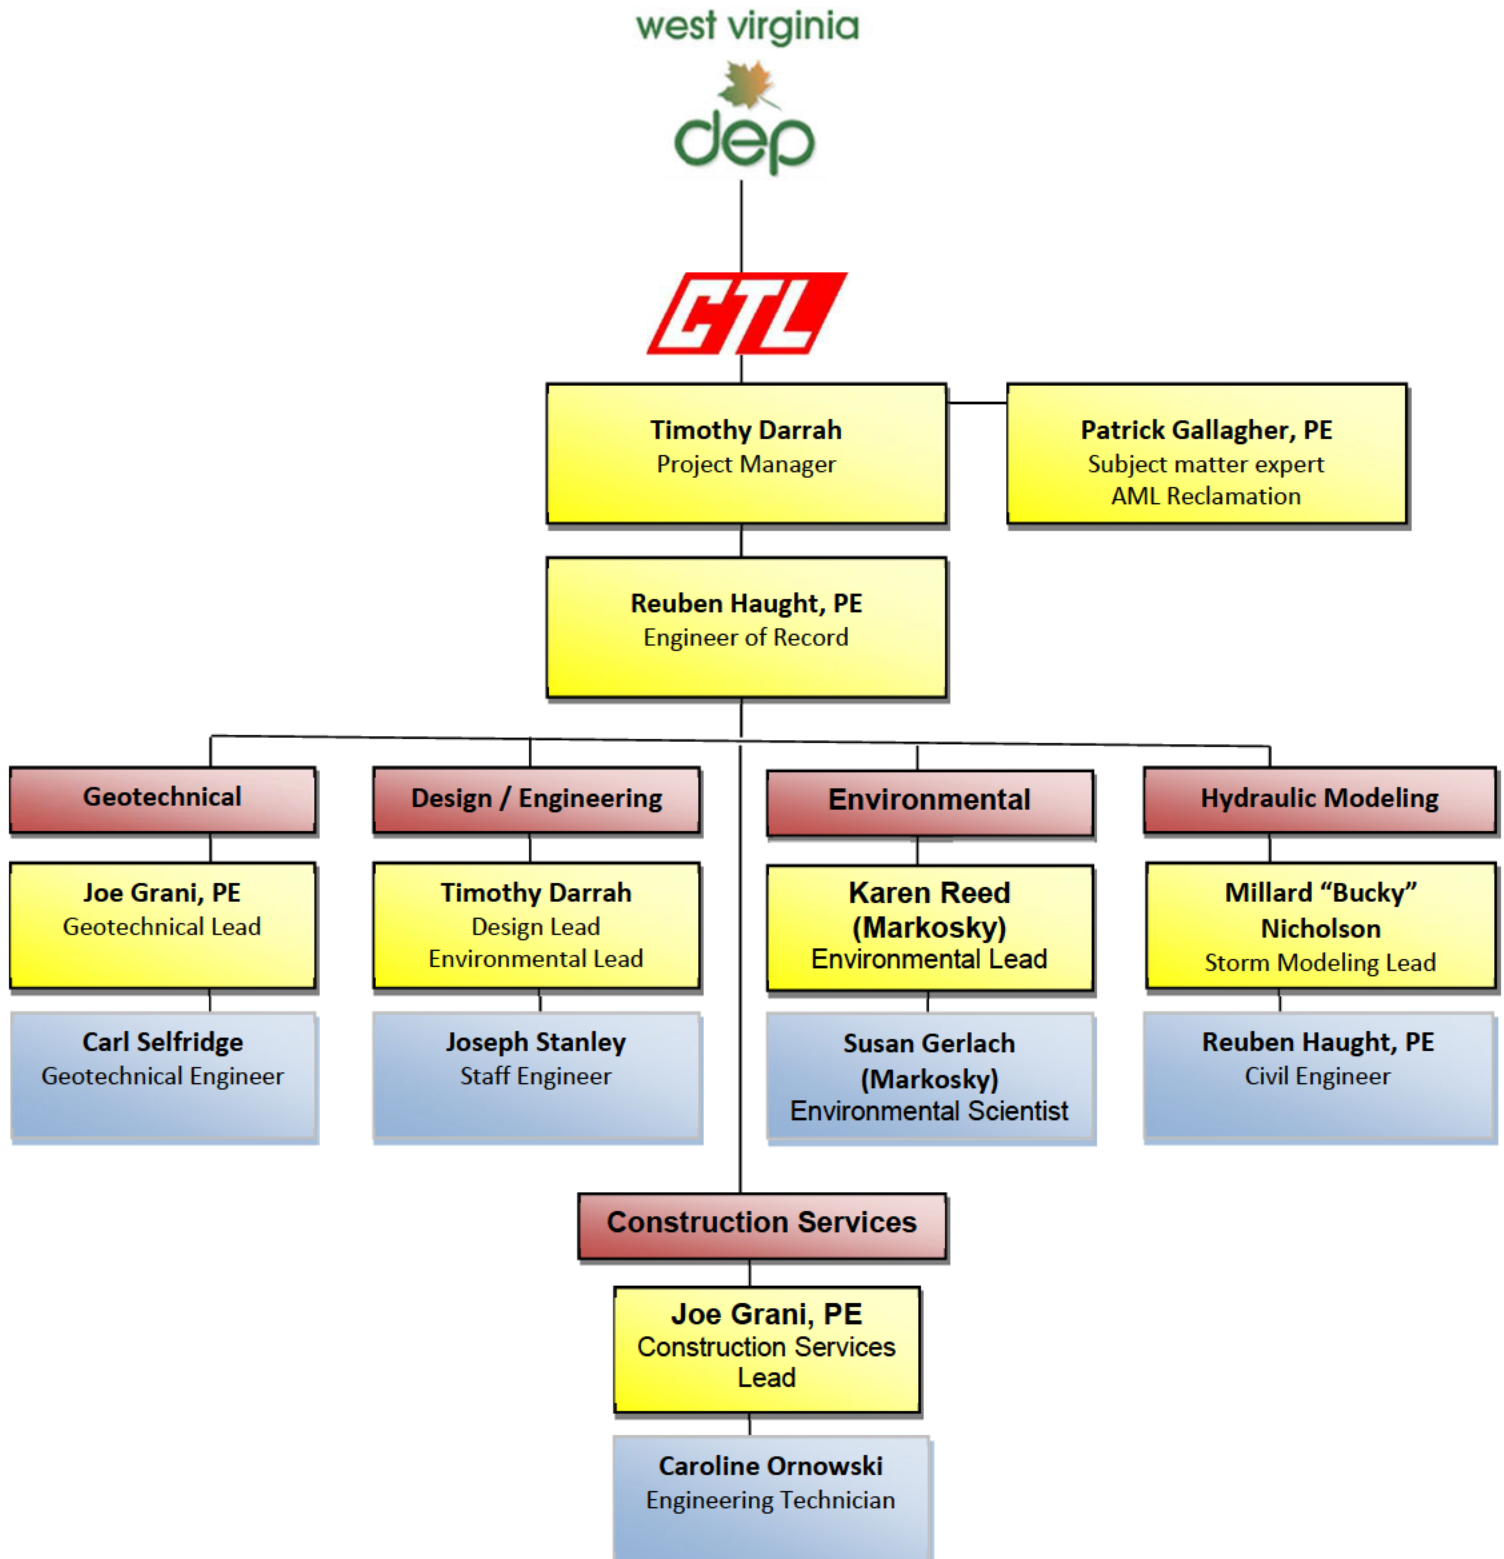 west virginia
dep
CTL
Timothy Darrah
Project Manager
Patrick Gallagher, PE
Subject matter expert
AML Reclamation
Reuben Haught, PE
Engineer of Record
Geotechnical
Joe Grani, PE
Geotechnical Lead
Carl Selfridge
Geotechnical Engineer
Design / Engineering
Timothy Darrah
Design Lead
Environmental Lead
Joseph Stanley
Staff Engineer
Environmental
Karen Reed
(Markosky)
Environmental Lead
Susan Gerlach
(Markosky)
Environmental Scientist
Hydraulic Modeling
Millard “Bucky”
Nicholson
Storm Modeling Lead
Reuben Haught, PE
Civil Engineer
Construction Services
Joe Grani, PE
Construction Services
Lead
Caroline Ornowski
Engineering Technician